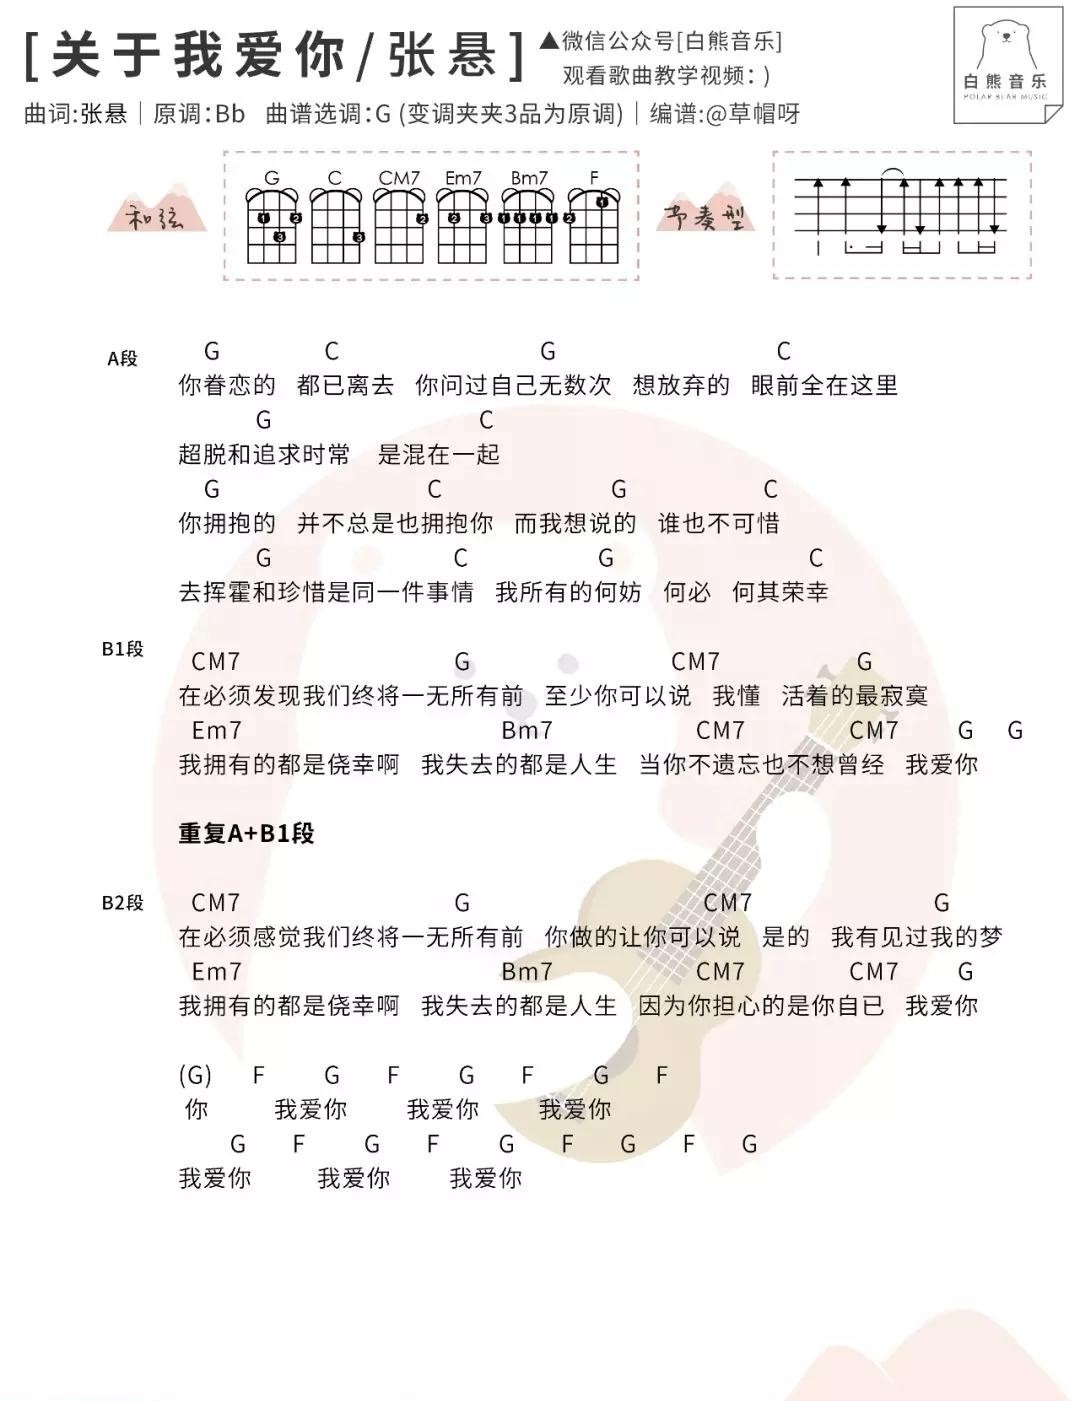 [关于我爱你/张悬]
▲微信公众号[白熊音乐]
观看歌曲教学视频：)
白熊音乐
POLAR BEAR MUSIC
曲词:张悬｜原调：Bb 曲谱选调：G (变调夹夹3品为原调)｜编谱:@草帽呀
和弦
G C CM7 Em7 Bm7 F
1 2 3 3 2 2 3 1 1 1 1 2 1
节奏型
A段
G C G C
你眷恋的 都已离去 你问过自己无数次 想放弃的 眼前全在这里
G C
超脱和追求时常 是混在一起
G C G C
你拥抱的 并不总是也拥抱你 而我想说的 谁也不可惜
G C G C
去挥霍和珍惜是同一件事情 我所有的何妨 何必 何其荣幸
B1段
CM7 G CM7 G
在必须发现我们终将一无所有前 至少你可以说 我懂 活着的最寂寞
Em7 Bm7 CM7 CM7 G G
我拥有的都是侥幸啊 我失去的都是人生 当你不遗忘也不想曾经 我爱你
重复A+B1段
B2段
CM7 G CM7 G
在必须感觉我们终将一无所有前 你做的让你可以说 是的 我有见过我的梦
Em7 Bm7 CM7 CM7 G
我拥有的都是侥幸啊 我失去的都是人生 因为你担心的是你自已 我爱你
(G) F G F G F G F
你 我爱你 我爱你 我爱你
G F G F G F G F G
我爱你 我爱你 我爱你